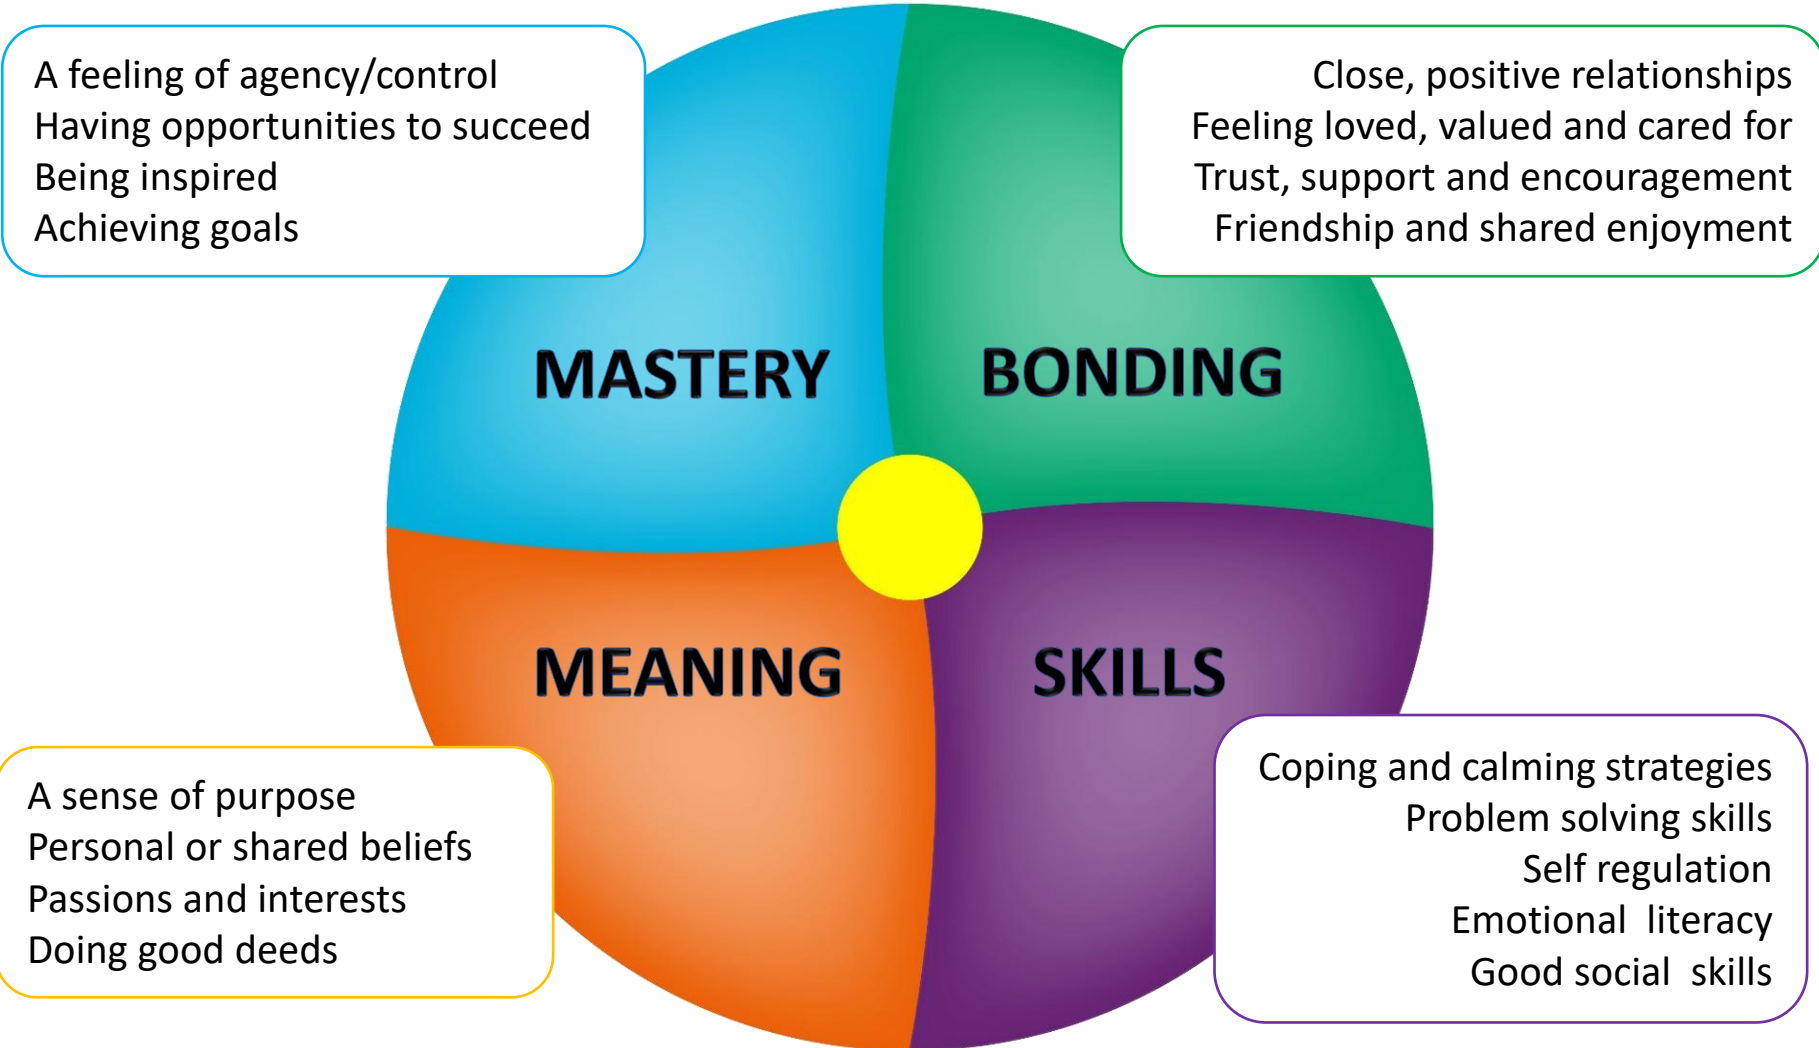 A feeling of agency/control
Having opportunities to succeed
Being inspired
Achieving goals
Close, positive relationships
Feeling loved, valued and cared for
Trust, support and encouragement
Friendship and shared enjoyment
MASTERY
BONDING
MEANING
SKILLS
A sense of purpose
Personal or shared beliefs
Passions and interests
Doing good deeds
Coping and calming strategies
Problem solving skills
Self regulation
Emotional  literacy
Good social  skills